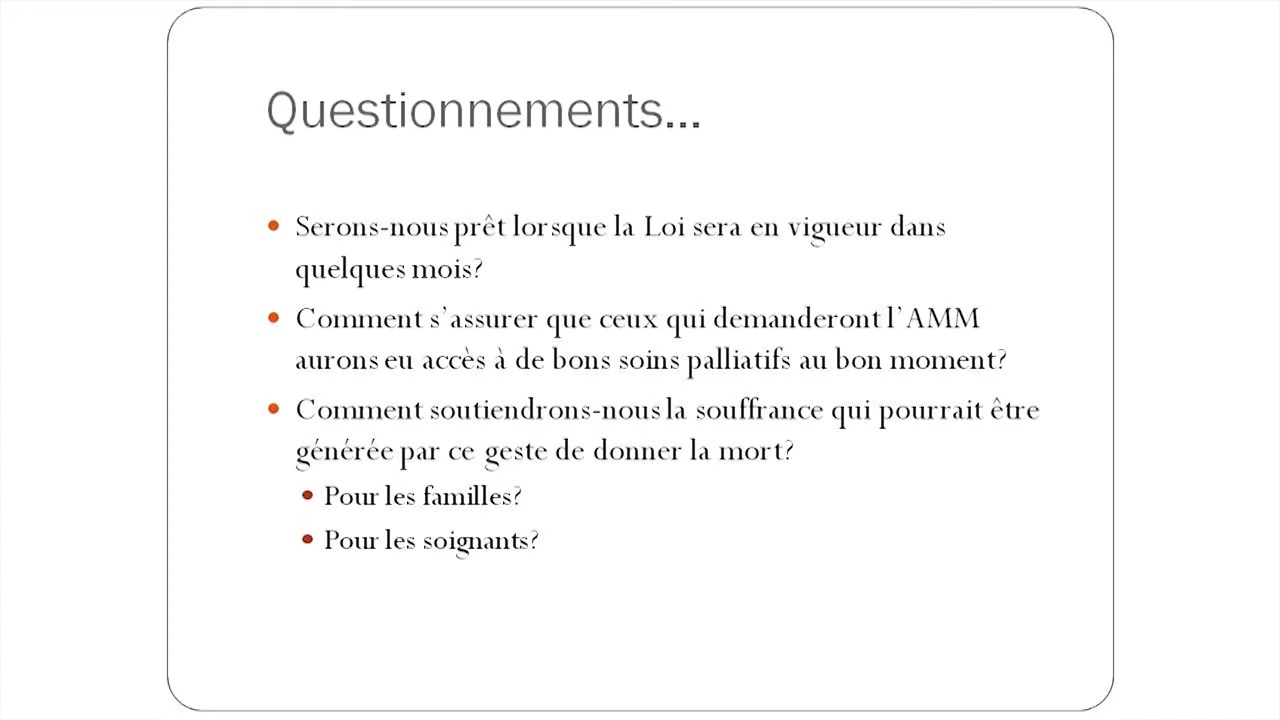 Questionnements...
• Serons-nous prêt lorsque la Loi sera en vigueur dans
quelques mois?
• Comment s’assurer que ceux qui demanderont l’AMM
aurons eu accès à de bons soins palliatifs au bon moment?
• Comment soutiendrons-nous la souffrance qui pourrait être
générée par ce geste de donner la mort?
• Pour les familles?
• Pour les soignants?